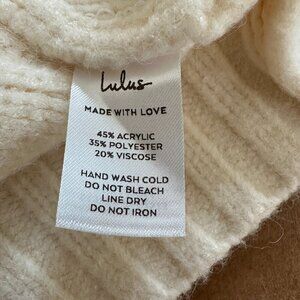 Lulus
MADE WITH LOVE
45% ACRYLIC
35% POLYESTER
20% VISCOSE
HAND WASH COLD
DO NOT BLEACH
LINE DRY
DO NOT IRON